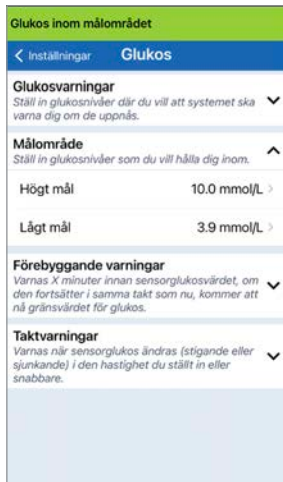 Glukos inom målområdet
Inställningar Glukos
Glukosvarningar
Ställ in glukosnivåer där du vill att systemet ska
varna dig om de uppnås.
Målområde
Ställ in glukosnivåer som du vill hålla dig inom.
Högt mål 10.0 mmol/L
Lågt mål 3.9 mmol/L
Förebyggande varningar
Varnas X minuter innan sensorglukosvärdet, om
den fortsätter i samma takt som nu, kommer att
nå gränsvärdet för glukos.
Taktvarningar
Varnas när sensorglukos ändras (stigande eller
sjunkande) i den hastighet du ställt in eller
snabbare.